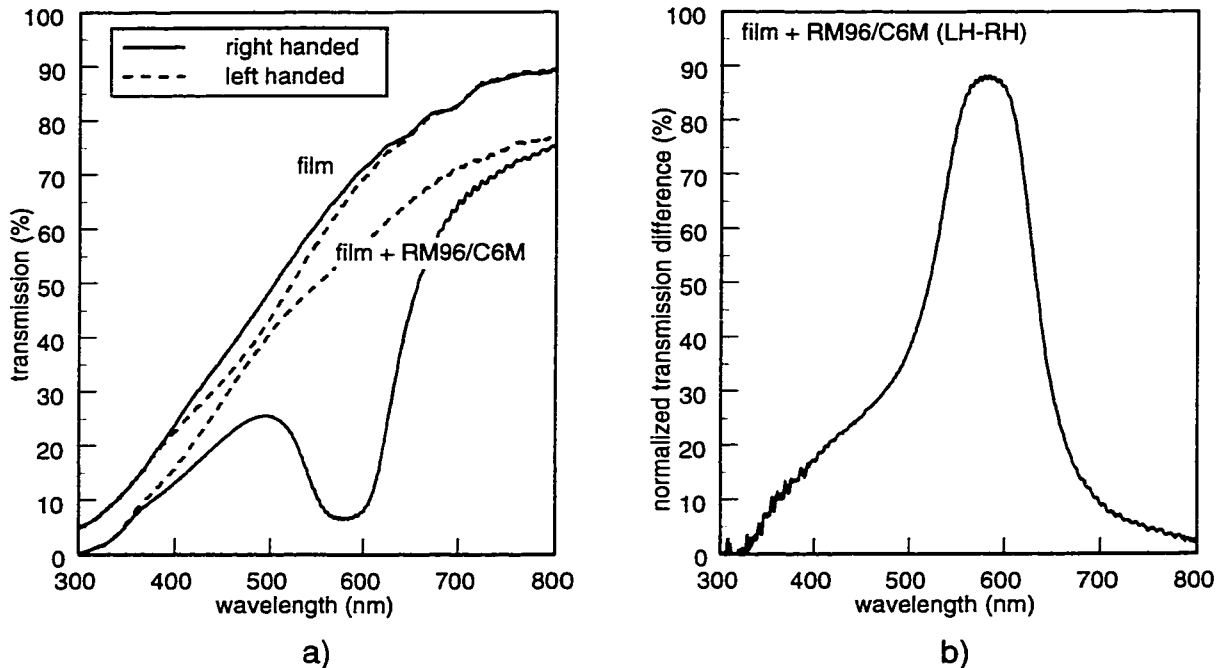 100
90
80
70
60
50
40
30
20
10
0
transmission (%)
right handed
left handed
film
film + RM96/C6M
300 400 500 600 700 800
wavelength (nm)
a)
100
90
80
70
60
50
40
30
20
10
0
normalized transmission difference (%)
film + RM96/C6M (LH-RH)
300 400 500 600 700 800
wavelength (nm)
b)